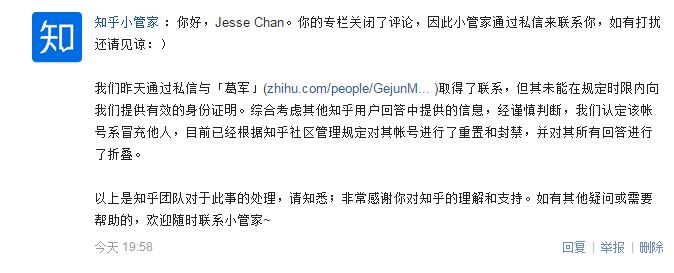 知
知乎小管家 ：你好，Jesse Chan。你的专栏关闭了评论，因此小管家通过私信来联系你，如有打扰
还请见谅：）
我们昨天通过私信与「葛军」(zhihu.com/people/GejunM... )取得了联系，但其未能在规定时限内向
我们提供有效的身份证明。综合考虑其他知乎用户回答中提供的信息，经谨慎判断，我们认定该帐
号系冒充他人，目前已经根据知乎社区管理规定对其帐号进行了重置和封禁，并对其所有回答进行
了折叠。
以上是知乎团队对于此事的处理，请知悉；非常感谢你对知乎的理解和支持。如有其他疑问或需要
帮助的，欢迎随时联系小管家~
今天 19:58 回复 | 举报 | 删除